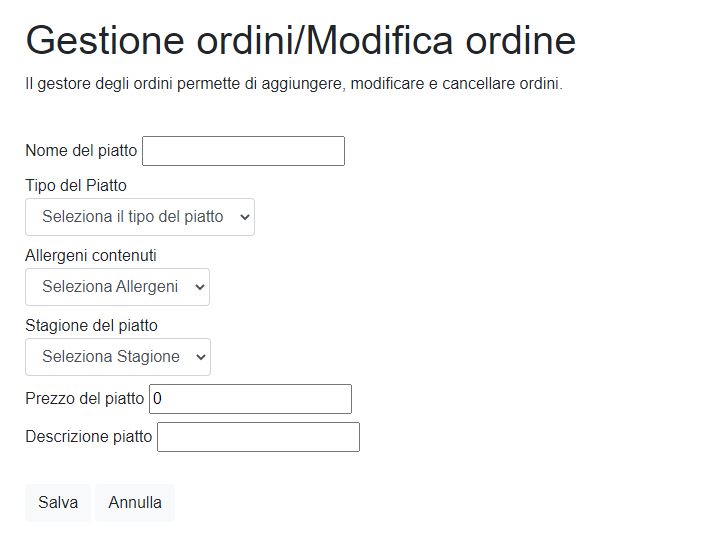 Gestione ordini/Modifica ordine
Il gestore degli ordini permette di aggiungere, modificare e cancellare ordini.
Nome del piatto
Tipo del Piatto
Seleziona il tipo del piatto
Allergeni contenuti
Seleziona Allergeni
Stagione del piatto
Seleziona Stagione
Prezzo del piatto 0
Descrizione piatto
Salva Annulla